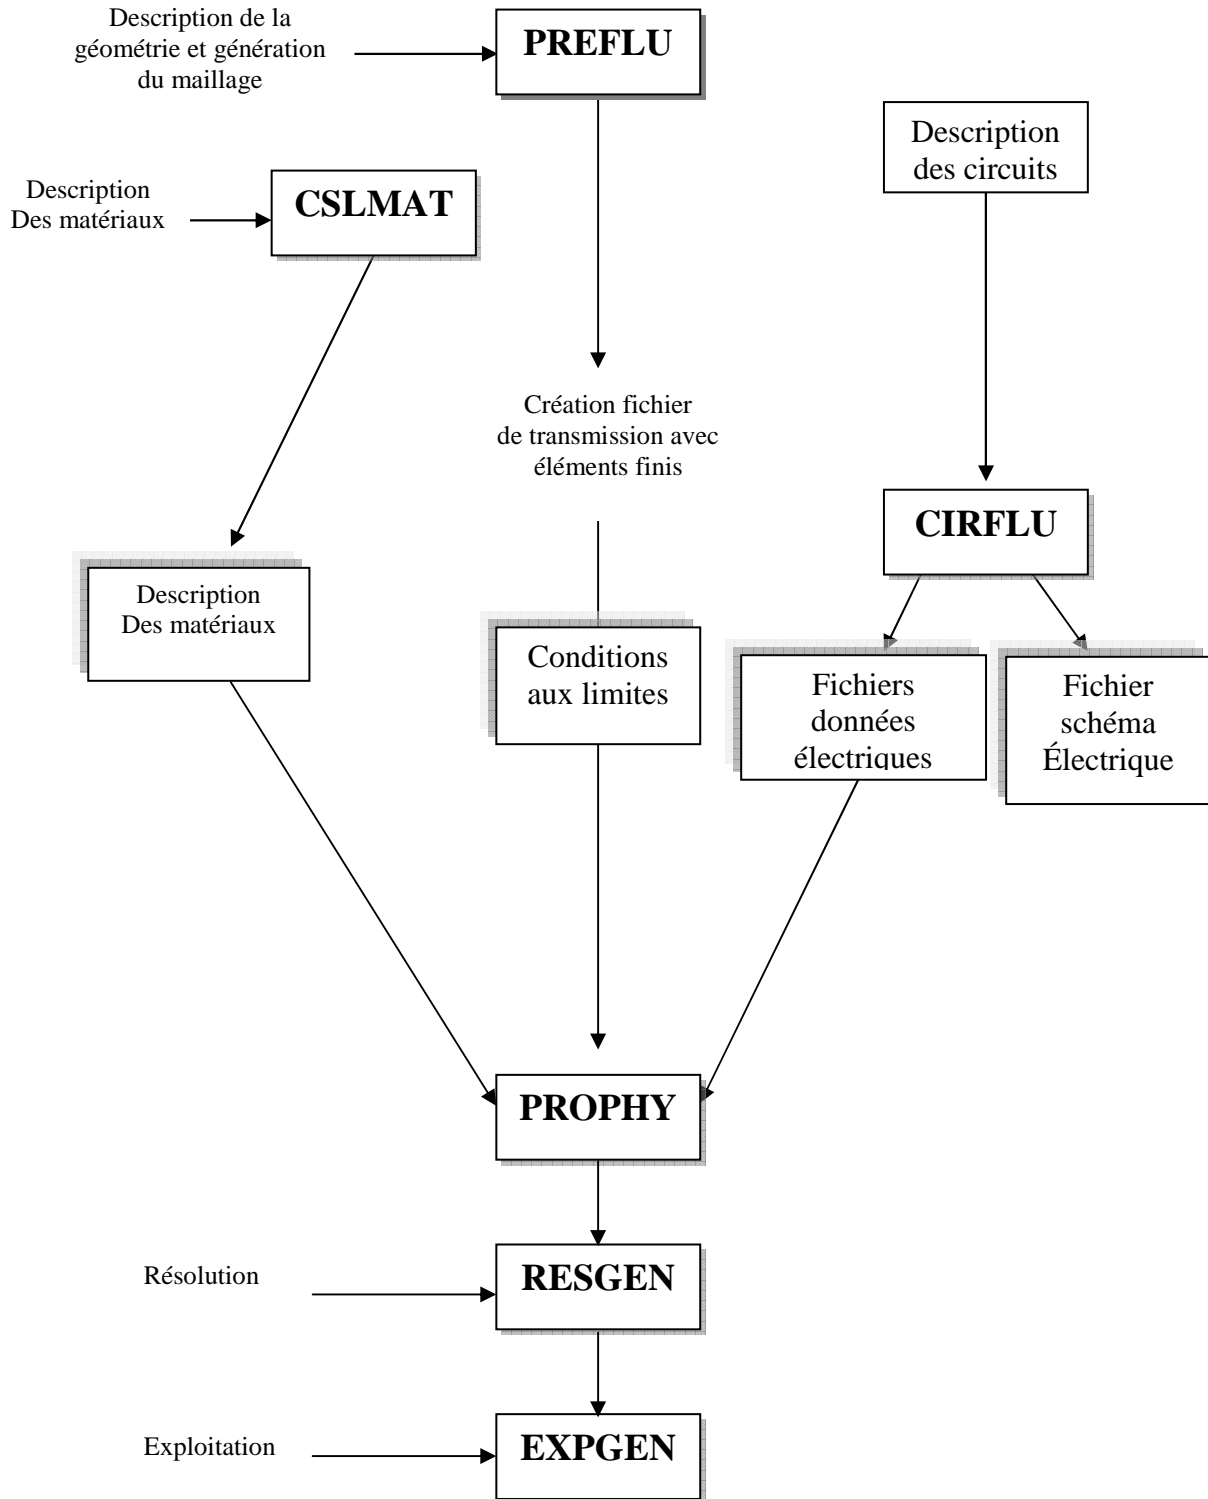 Description de la
géométrie et génération
du maillage
PREFLU
Description
des circuits
Description
Des matériaux
CSLMAT
Création fichier
de transmission avec
éléments finis
CIRFLU
Description
Des matériaux
Conditions
aux limites
Fichiers
données
électriques
Fichier
schéma
Électrique
PROPHY
Résolution
RESGEN
Exploitation
EXPGEN